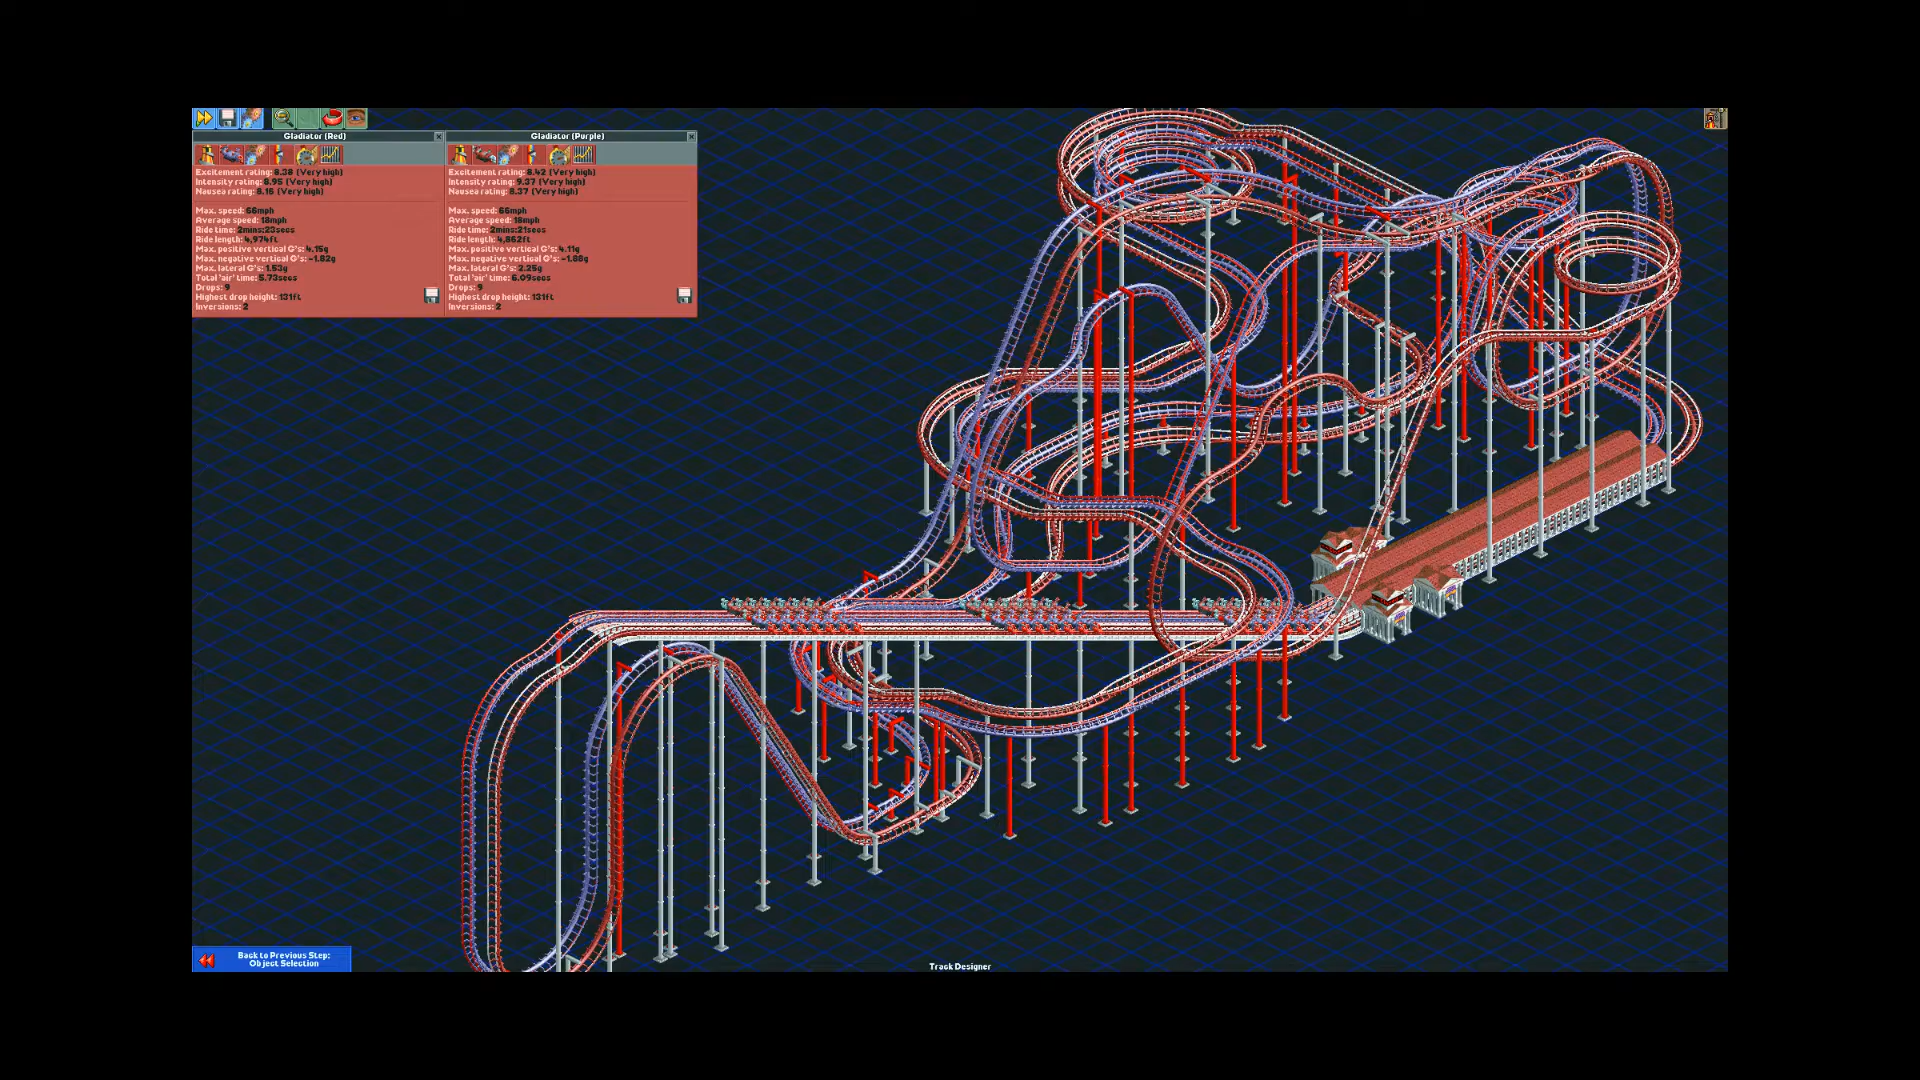 Gladiator (Red)
Excitement rating: 8.38 (Very high)
Intensity rating: 8.95 (Very high)
Nausea rating: 8.15 (Very high)
Max. speed: 66mph
Average speed: 18mph
Ride time: 2mins:23secs
Ride length: 4,974ft
Max. positive vertical G's: 4.15g
Max. negative vertical G's: -1.82g
Max. lateral G's: 1.53g
Total 'air' time: 5.73secs
Drops: 9
Highest drop height: 131ft
Inversions: 2
Gladiator (Purple)
Excitement rating: 8.42 (Very high)
Intensity rating: 9.37 (Very high)
Nausea rating: 8.37 (Very high)
Max. speed: 66mph
Average speed: 18mph
Ride time: 2mins:21secs
Ride length: 4,862ft
Max. positive vertical G's: 4.11g
Max. negative vertical G's: -1.88g
Max. lateral G's: 2.25g
Total 'air' time: 6.09secs
Drops: 9
Highest drop height: 131ft
Inversions: 2
Back to Previous Step:
Object Selection
Track Designer